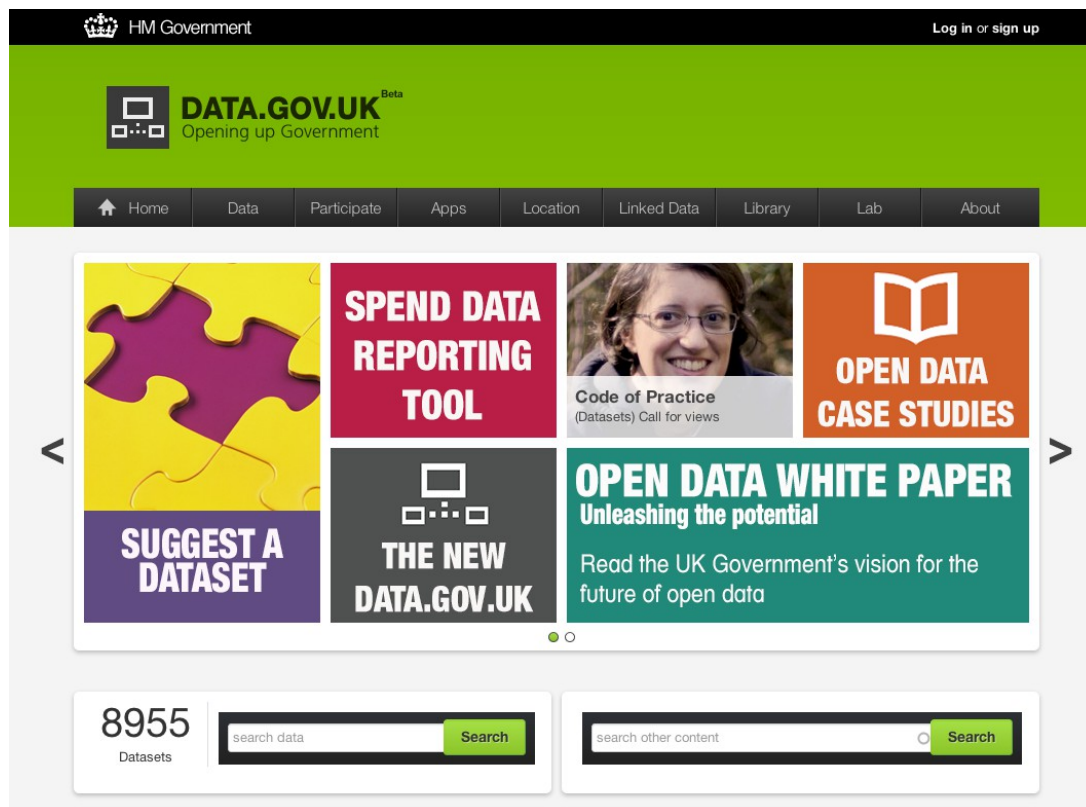 HM Government
Log in or sign up
DATA.GOV.UK Beta
Opening up Government
Home
Data
Participate
Apps
Location
Linked Data
Library
Lab
About
SUGGEST A
DATASET
SPEND DATA
REPORTING
TOOL
Code of Practice
(Datasets) Call for views
OPEN DATA
CASE STUDIES
<
>
THE NEW
DATA.GOV.UK
OPEN DATA WHITE PAPER
Unleashing the potential
Read the UK Government's vision for the
future of open data
8955
Datasets
search data
Search
search other content
Search